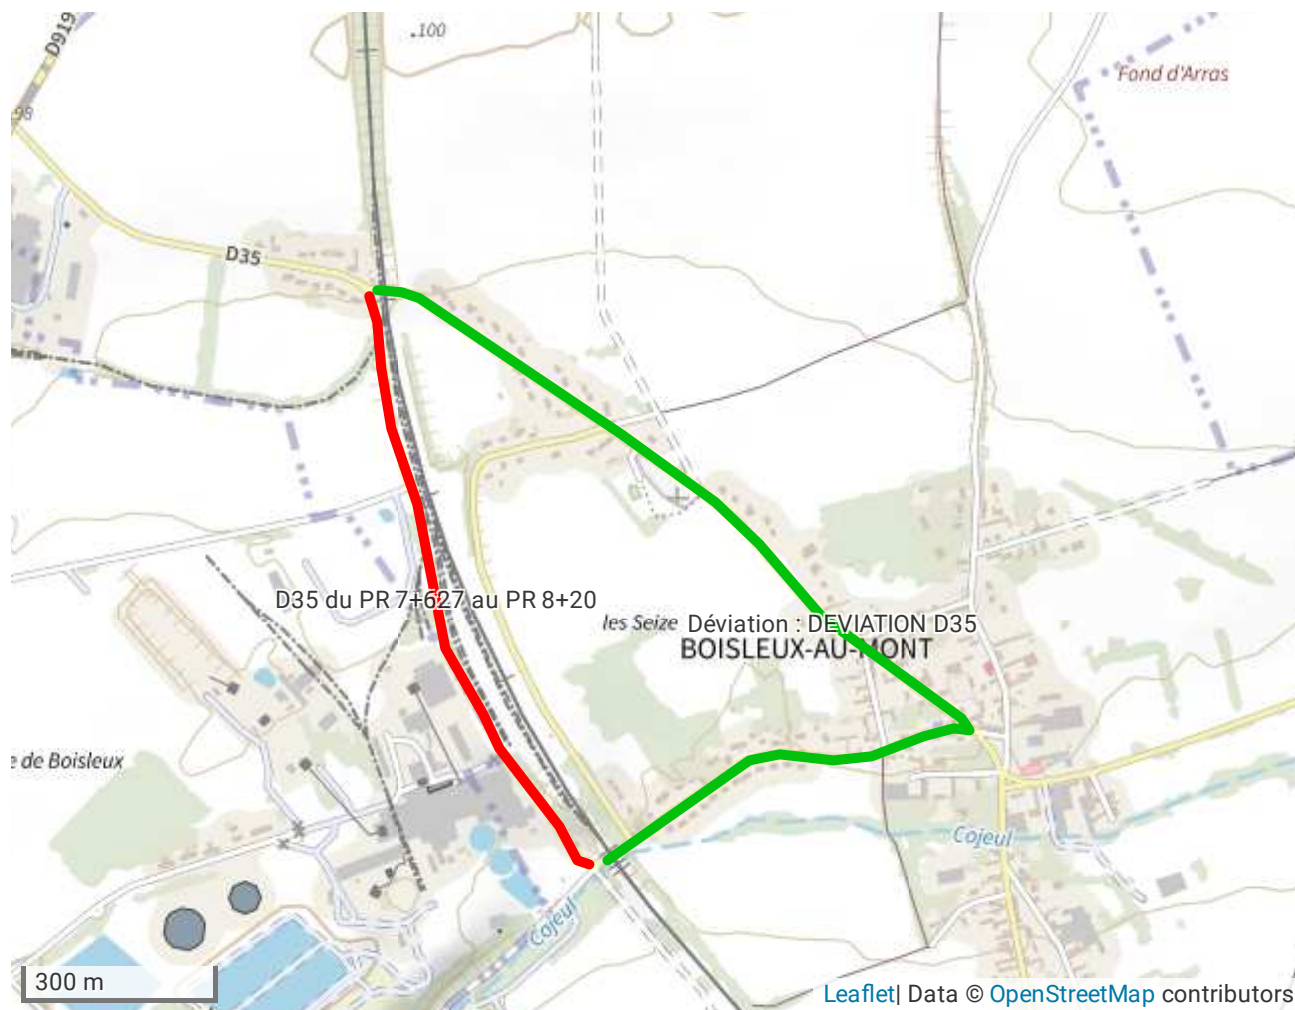 D919
.100
Fond d'Arras
98
D35
D35 du PR 7+627 au PR 8+20
les Seize
Déviation : DEVIATION D35
BOISLEUX-AU-MONT
e de Boisleux
Cojeul
Cojeul
300 m
Leaflet| Data © OpenStreetMap contributors